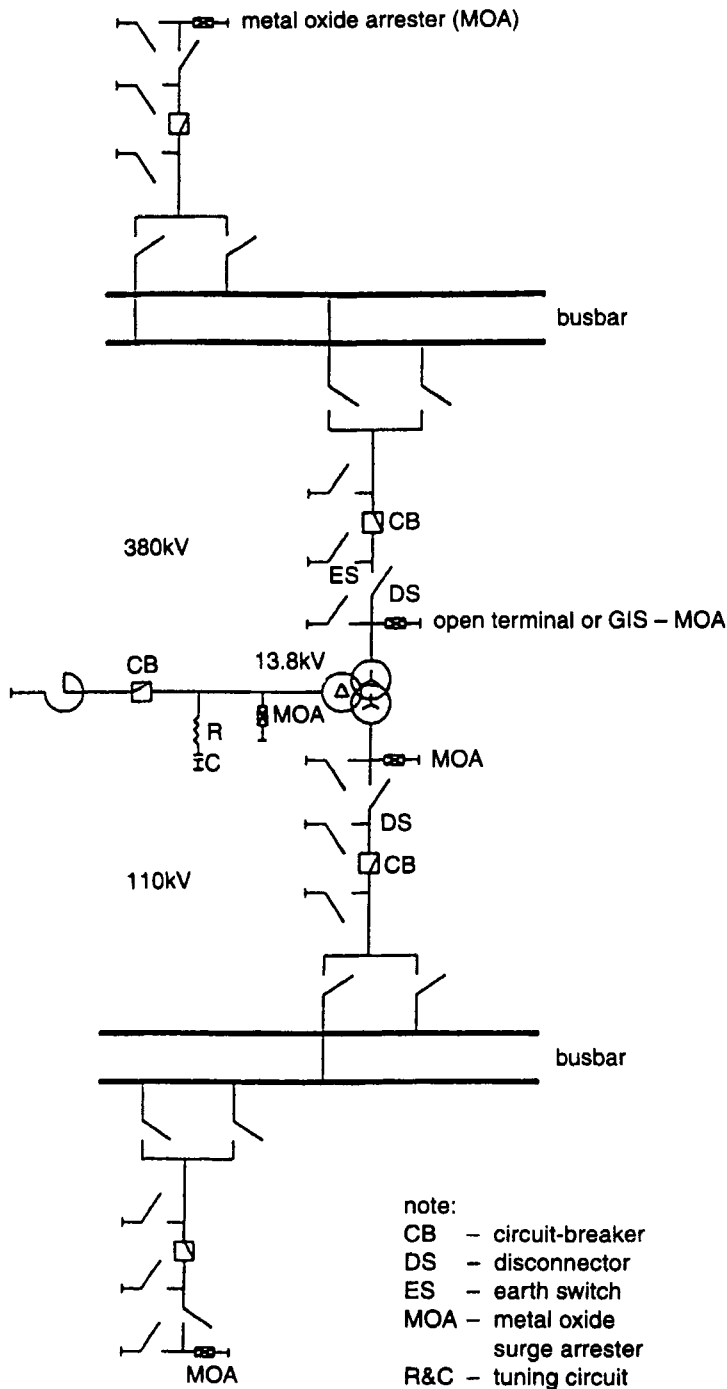 metal oxide arrester (MOA)
busbar
CB
380kV
ES
DS
open terminal or GIS – MOA
13.8kV
CB
MOA
R
C
MOA
DS
CB
110kV
busbar
note:
CB – circuit-breaker
DS – disconnector
ES – earth switch
MOA – metal oxide
surge arrester
R&C – tuning circuit
MOA